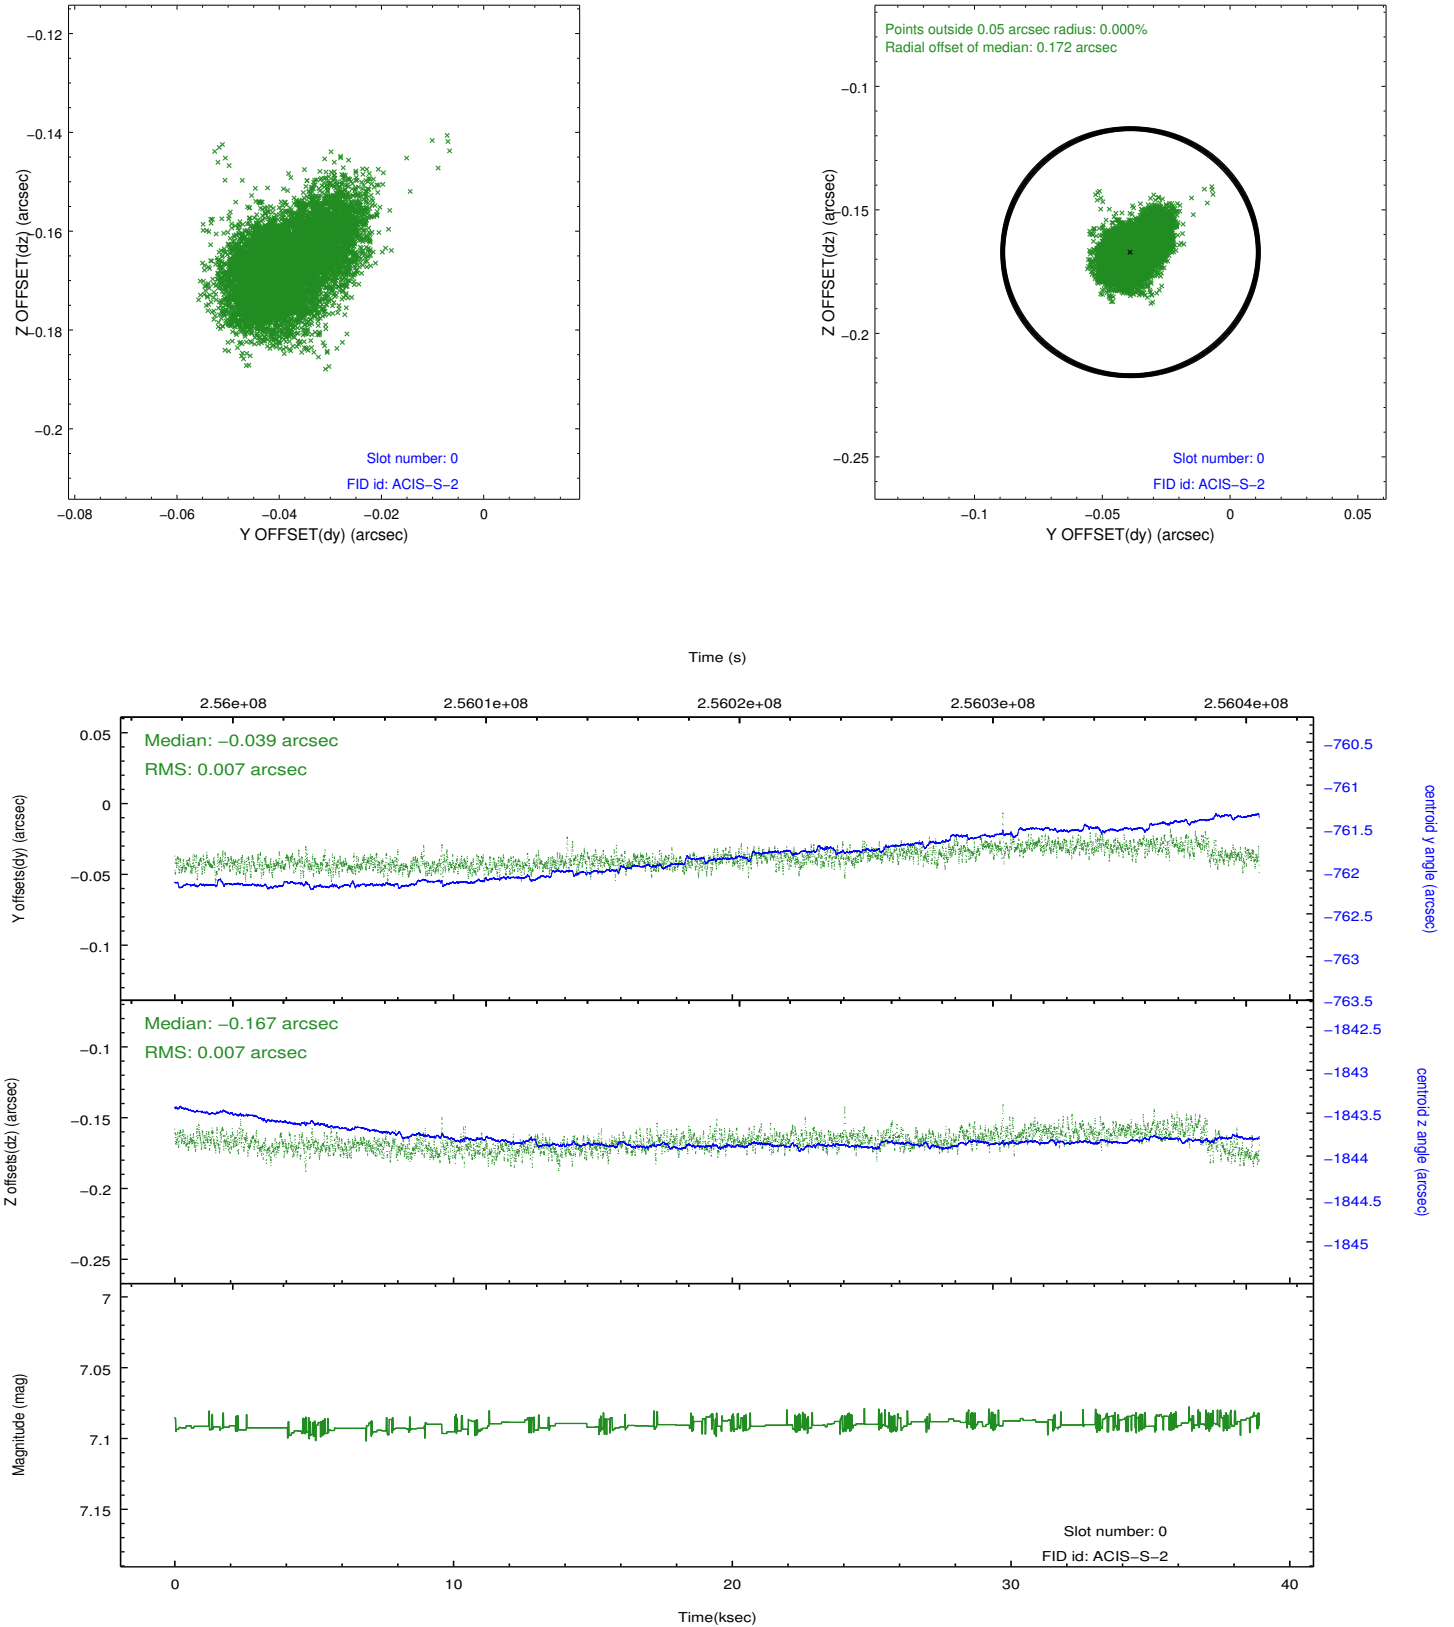 −0.12
−0.14
−0.16
−0.18
−0.2
Z OFFSET(dz) (arcsec)
Slot number: 0
FID id: ACIS−S−2
−0.08
−0.06
−0.04
−0.02
0
Y OFFSET(dy) (arcsec)
Points outside 0.05 arcsec radius: 0.000%
Radial offset of median: 0.172 arcsec
−0.1
−0.15
−0.2
−0.25
Z OFFSET(dz) (arcsec)
Slot number: 0
FID id: ACIS−S−2
−0.1
−0.05
0
0.05
Y OFFSET(dy) (arcsec)
Time (s)
2.56e+08
2.5601e+08
2.5602e+08
2.5603e+08
2.5604e+08
Median: −0.039 arcsec
RMS: 0.007 arcsec
0.05
0
−0.05
−0.1
Y offsets(dy) (arcsec)
−760.5
−761
−761.5
−762
−762.5
−763
−763.5
centroid y angle (arcsec)
Median: −0.167 arcsec
RMS: 0.007 arcsec
−0.1
−0.15
−0.2
−0.25
Z offsets(dz) (arcsec)
−1842.5
−1843
−1843.5
−1844
−1844.5
−1845
centroid z angle (arcsec)
7
7.05
7.1
7.15
Magnitude (mag)
Slot number: 0
FID id: ACIS−S−2
0
10
20
30
40
Time(ksec)